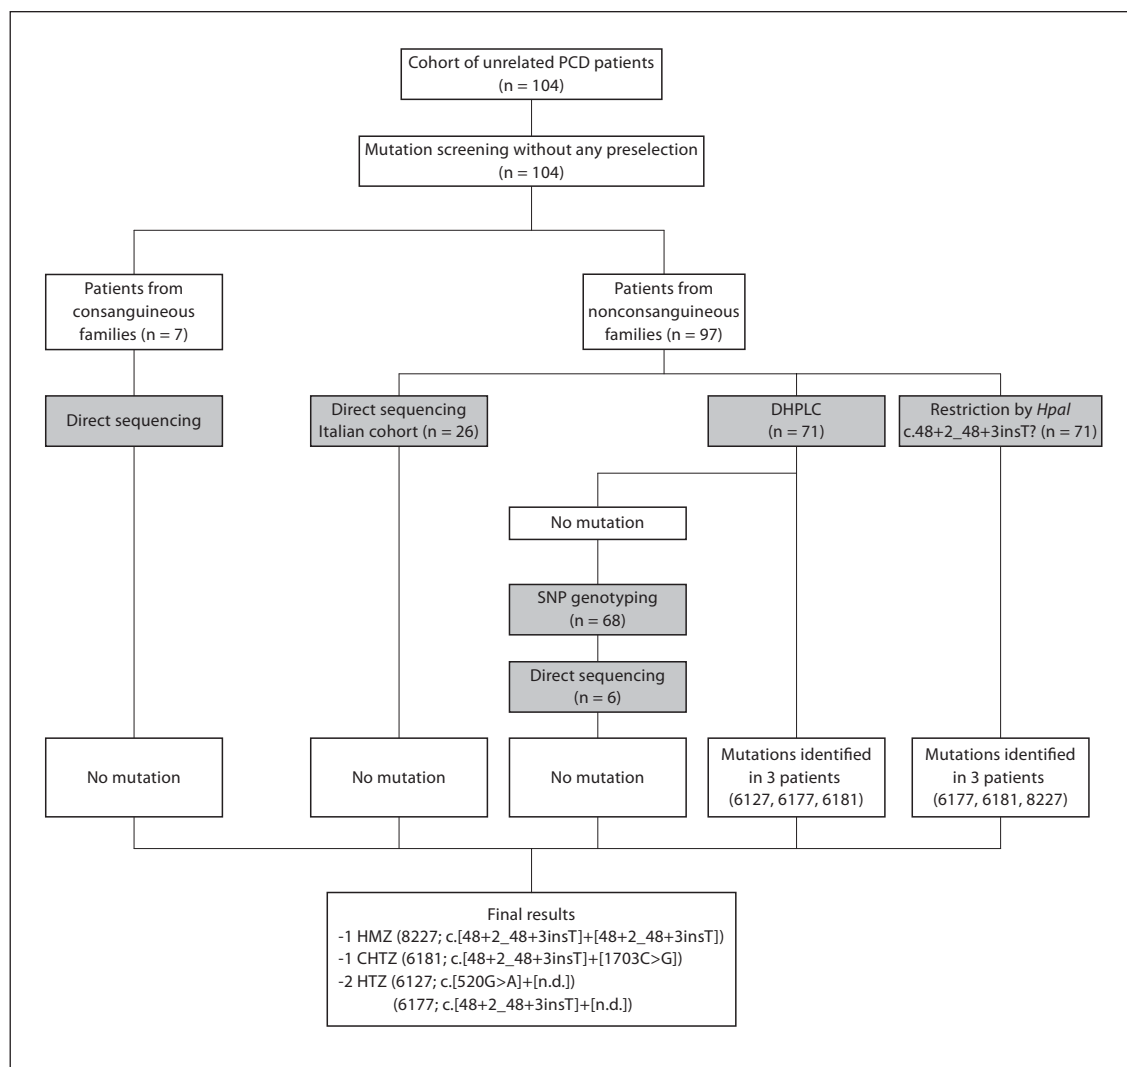 Cohort of unrelated PCD patients
(n = 104)
Mutation screening without any preselection
(n = 104)
Patients from
consanguineous
families (n = 7)
Patients from
nonconsanguineous
families (n = 97)
Direct sequencing
Direct sequencing
Italian cohort (n = 26)
DHPLC
(n = 71)
Restriction by HpaI
c.48+2_48+3insT? (n = 71)
No mutation
SNP genotyping
(n = 68)
Direct sequencing
(n = 6)
No mutation
No mutation
No mutation
Mutations identified
in 3 patients
(6127, 6177, 6181)
Mutations identified
in 3 patients
(6177, 6181, 8227)
Final results
-1 HMZ (8227; c.[48+2_48+3insT]+[48+2_48+3insT])
-1 CHTZ (6181; c.[48+2_48+3insT]+[1703C>G])
-2 HTZ (6127; c.[520G>A]+[n.d.])
(6177; c.[48+2_48+3insT]+[n.d.])